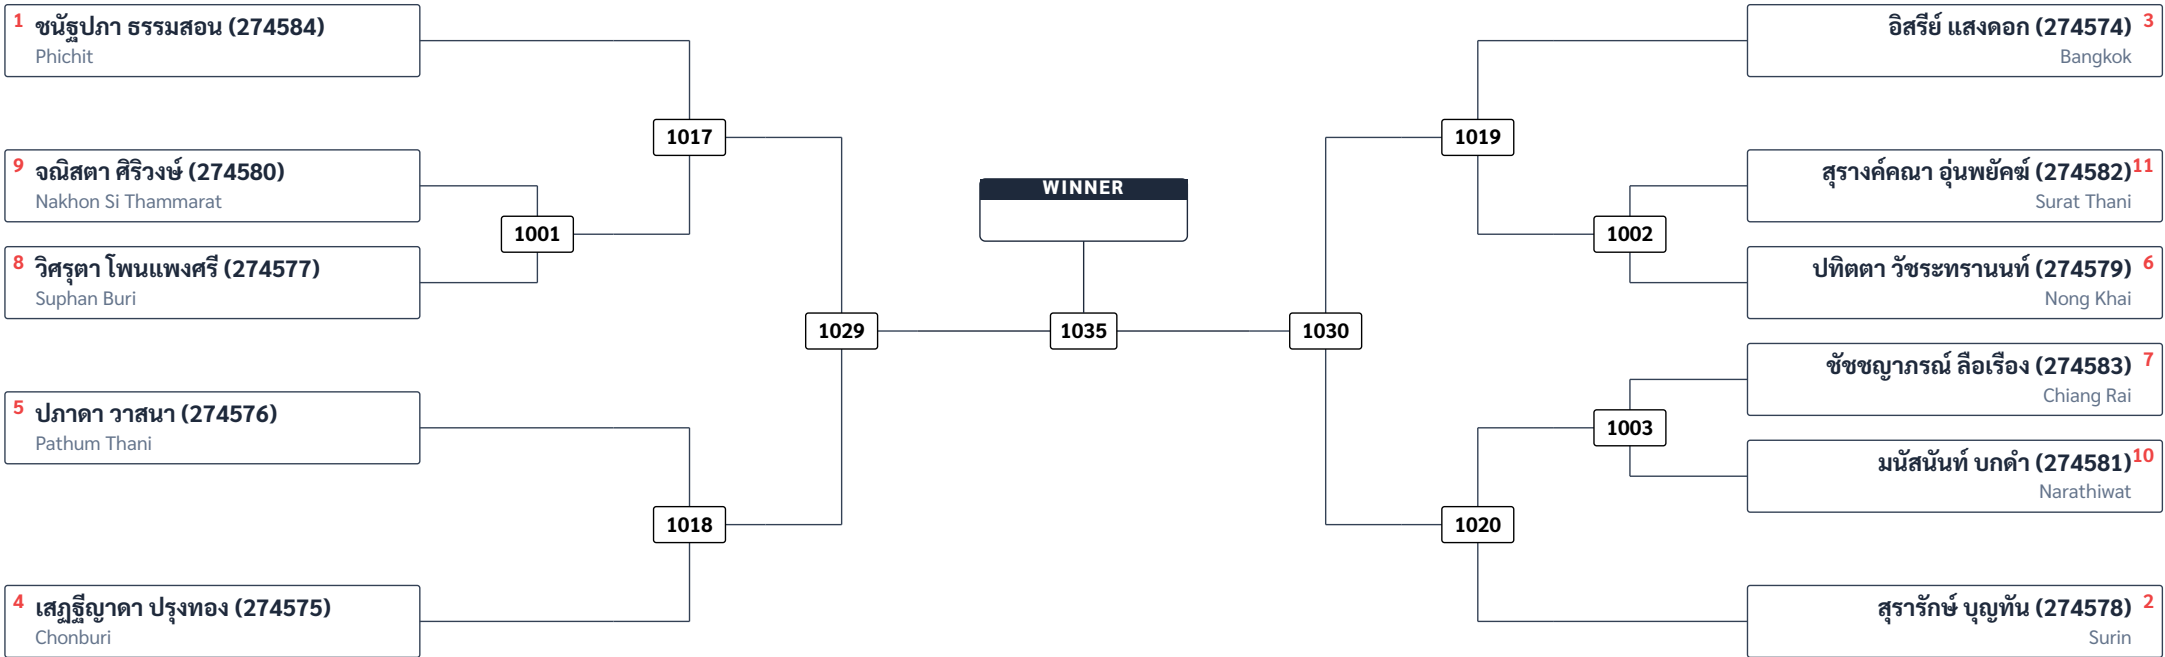 1 ชนัฐปภา ธรรมสอน (274584)
Phichit
9 จณิสตา ศิริวงษ์ (274580)
Nakhon Si Thammarat
8 วิศรุตา โพนแพงศรี (274577)
Suphan Buri
5 ปภาดา วาสนา (274576)
Pathum Thani
4 เสฏฐีญาดา ปรุงทอง (274575)
Chonburi
1001
1017
1018
1029
WINNER
1035
1030
1019
1020
1002
1003
อิสรีย์ แสงดอก (274574) 3
Bangkok
สุรางค์คณา อุ่นพยัคฆ์ (274582) 11
Surat Thani
ปทิตตา วัชระทรานนท์ (274579) 6
Nong Khai
ชัชชญาภรณ์ ลือเรือง (274583) 7
Chiang Rai
มนัสนันท์ บกดำ (274581) 10
Narathiwat
สุรารักษ์ บุญทัน (274578) 2
Surin